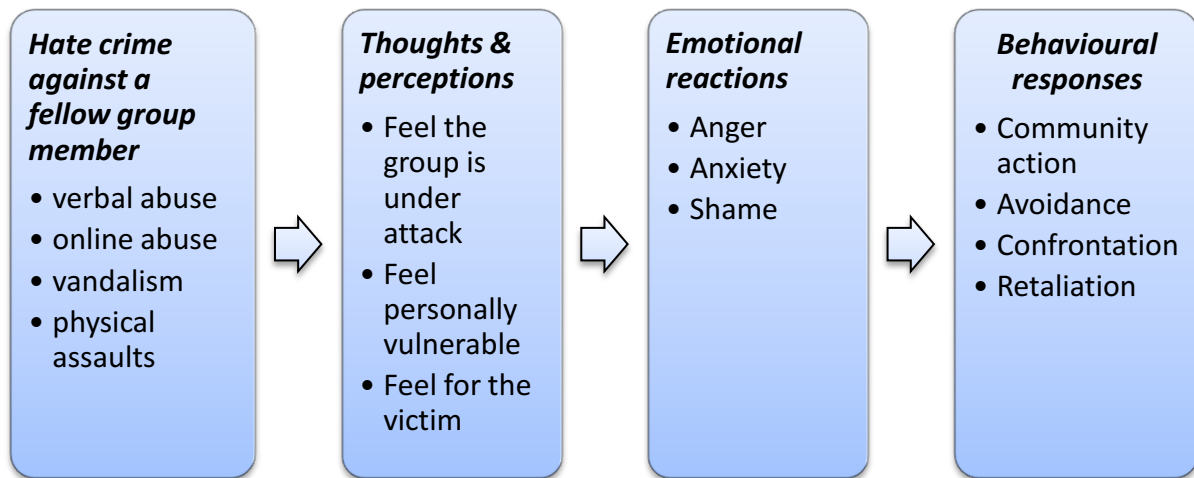 Hate crime
against a
fellow group
member
• verbal abuse
• online abuse
• vandalism
• physical
assaults
Thoughts &
perceptions
• Feel the
group is
under
attack
• Feel
personally
vulnerable
• Feel for the
victim
Emotional
reactions
• Anger
• Anxiety
• Shame
Behavioural
responses
• Community
action
• Avoidance
• Confrontation
• Retaliation